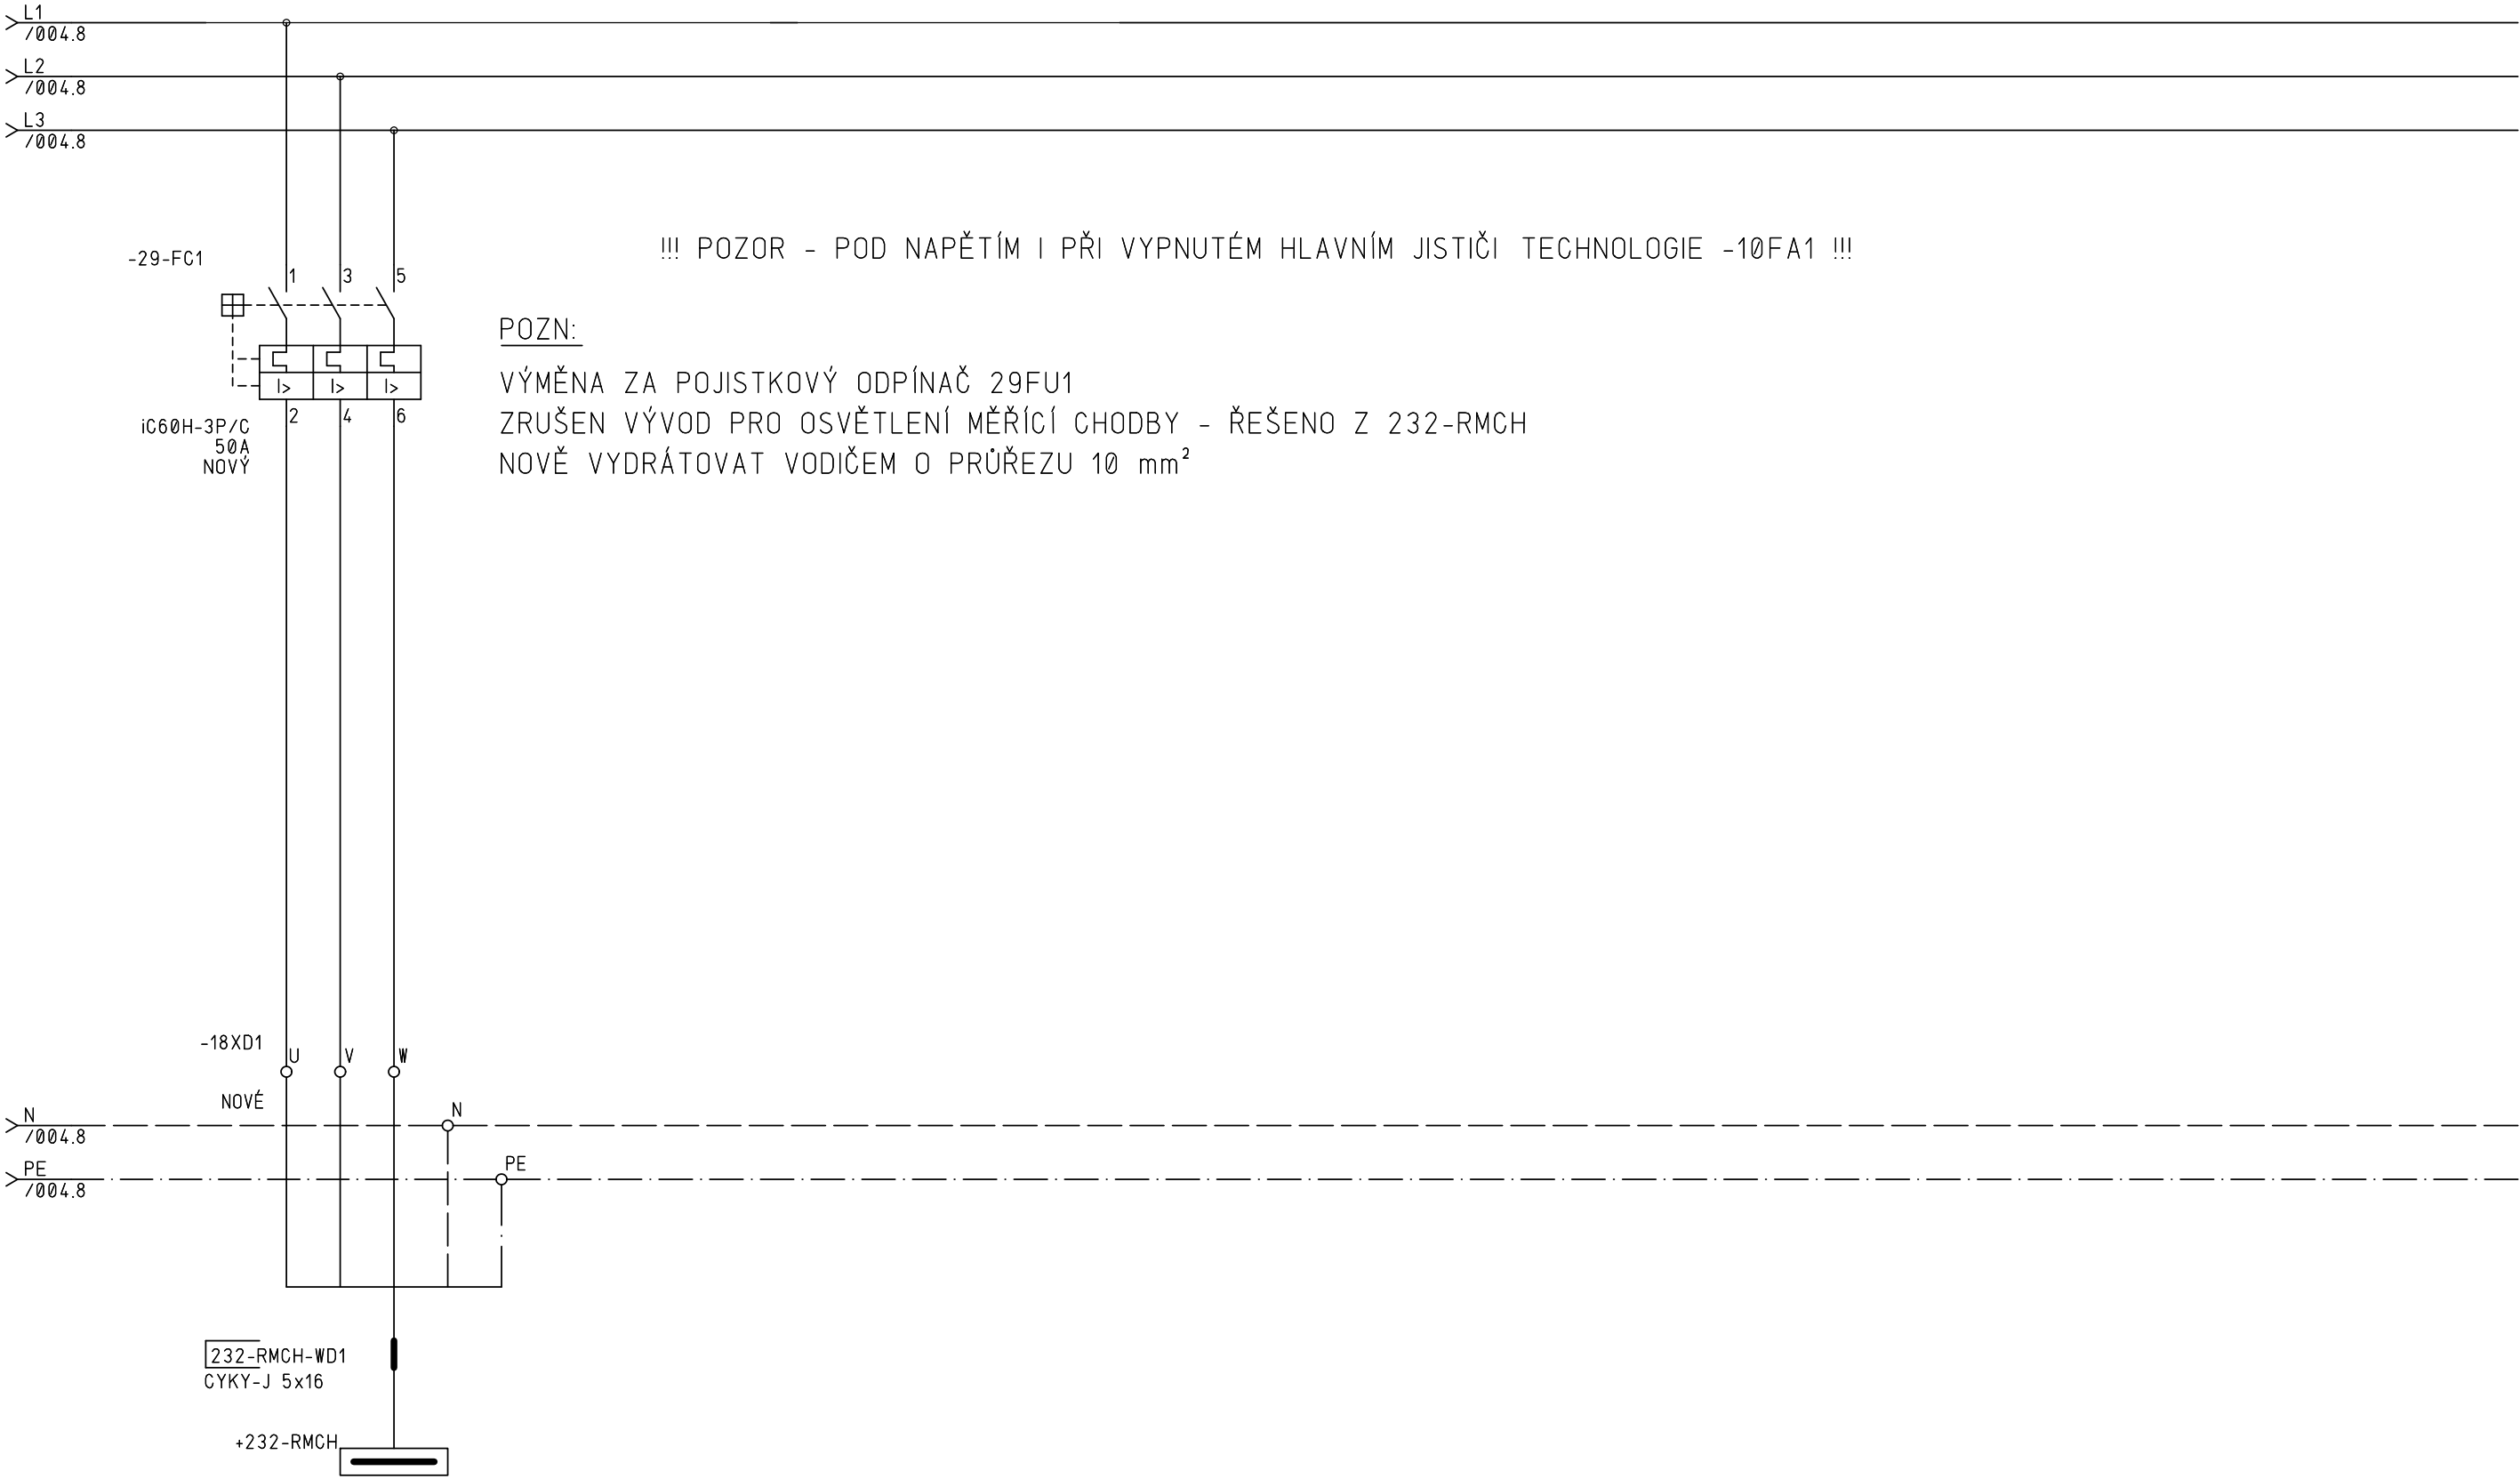 L1
/004.8
L2
/004.8
L3
/004.8
!!! POZOR - POD NAPĚTÍM I PŘI VYPNUTÉM HLAVNÍM JISTIČI TECHNOLOGIE -10FA1 !!!
-29-FC1
1 3 5
I> I> I>
2 4 6
iC60H-3P/C
50A
NOVÝ
POZN:
VÝMĚNA ZA POJISTKOVÝ ODPÍNAČ 29FU1
ZRUŠEN VÝVOD PRO OSVĚTLENÍ MĚŘÍCÍ CHODBY - ŘEŠENO Z 232-RMCH
NOVĚ VYDRÁTOVAT VODIČEM O PRŮŘEZU 10 mm²
-18XD1
U V W
NOVÉ
N
/004.8
N
PE
/004.8
PE
232-RMCH-WD1
CYKY-J 5x16
+232-RMCH